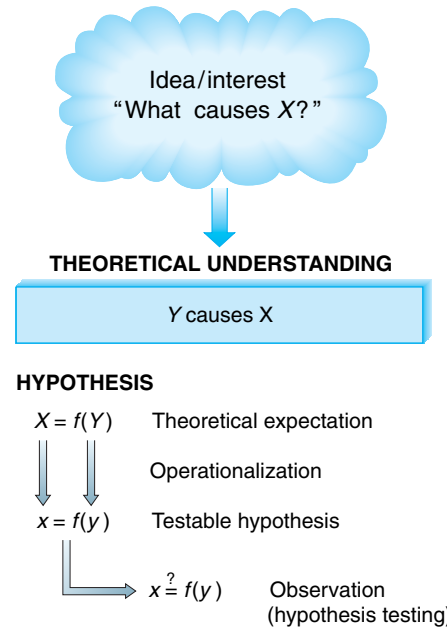 Idea/interest
“What causes X?”
THEORETICAL UNDERSTANDING
Y causes X
HYPOTHESIS
X = f(Y) Theoretical expectation
Operationalization
x = f(y) Testable hypothesis
x ≟ f(y) Observation
(hypothesis testing)